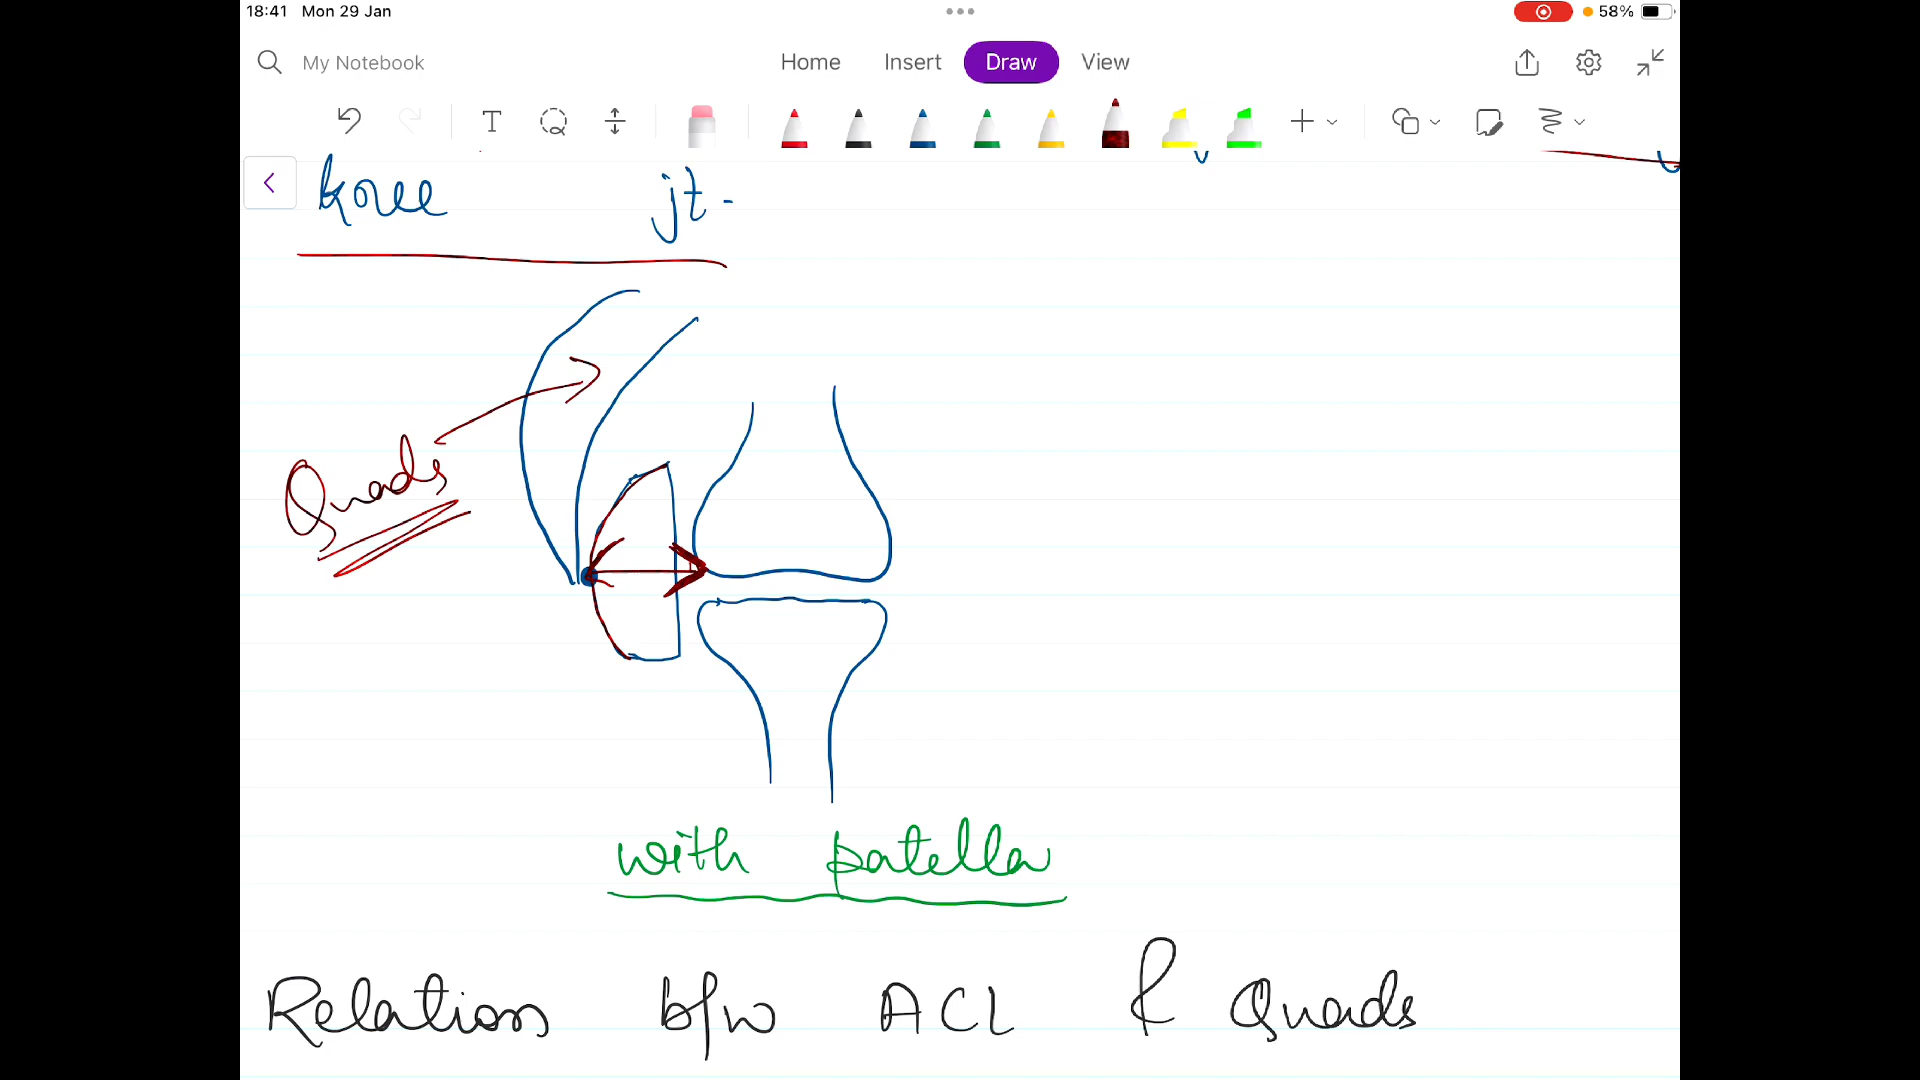 18:41 Mon 29 Jan
58%
My Notebook
Home Insert Draw View
T
knee jt.
Quads
with patella
Relation b/w ACL & Quads